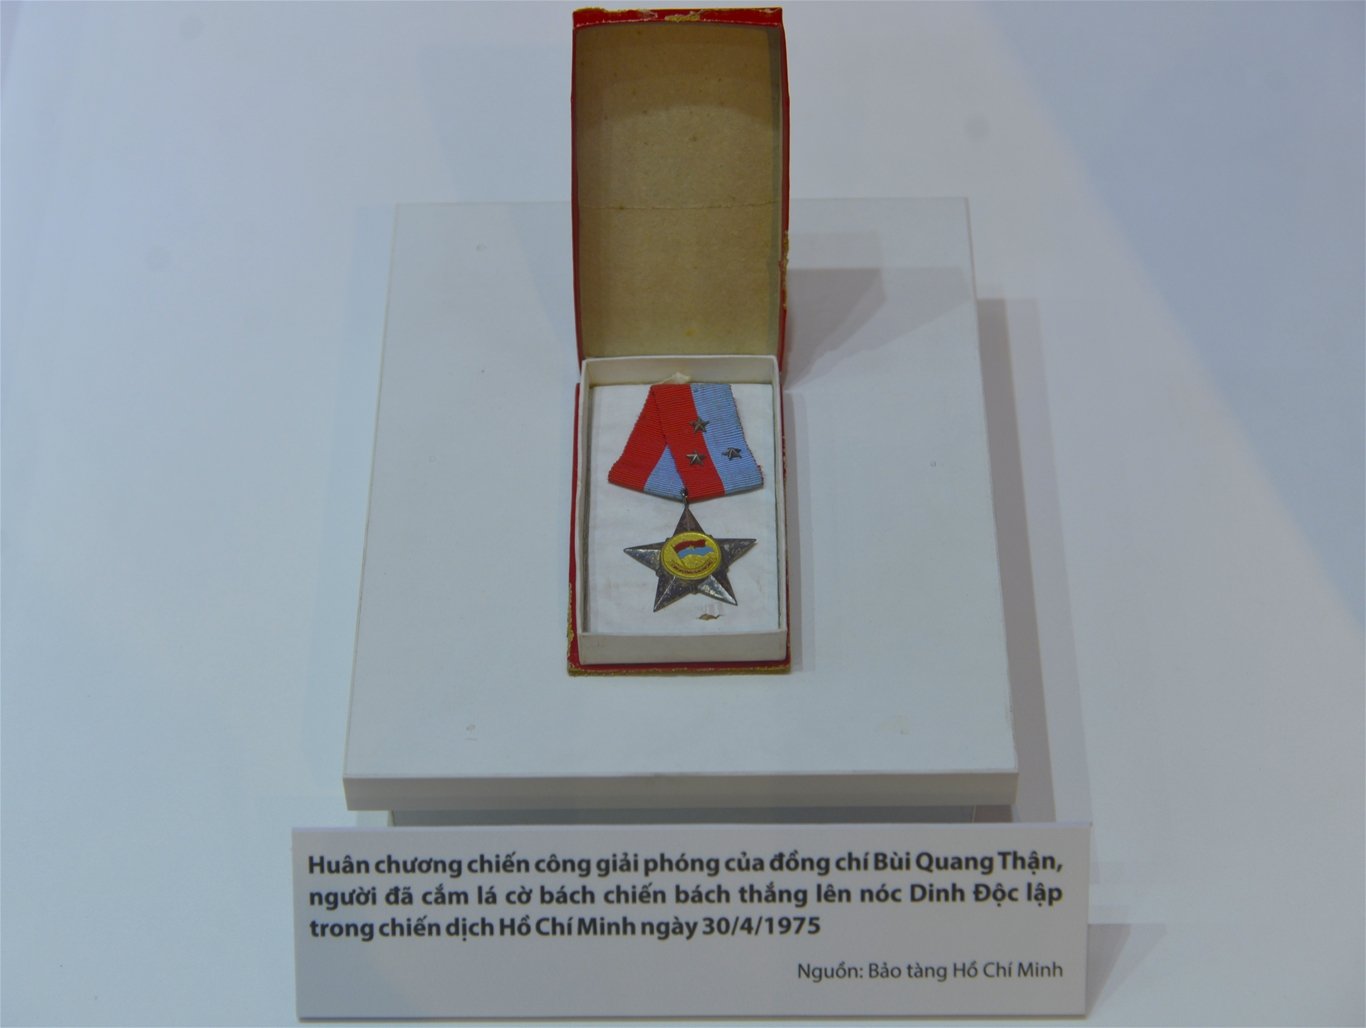 Huân chương chiến công giải phóng của đồng chí Bùi Quang Thận,
người đã cắm lá cờ bách chiến bách thắng lên nóc Dinh Độc lập
trong chiến dịch Hồ Chí Minh ngày 30/4/1975
Nguồn: Bảo tàng Hồ Chí Minh